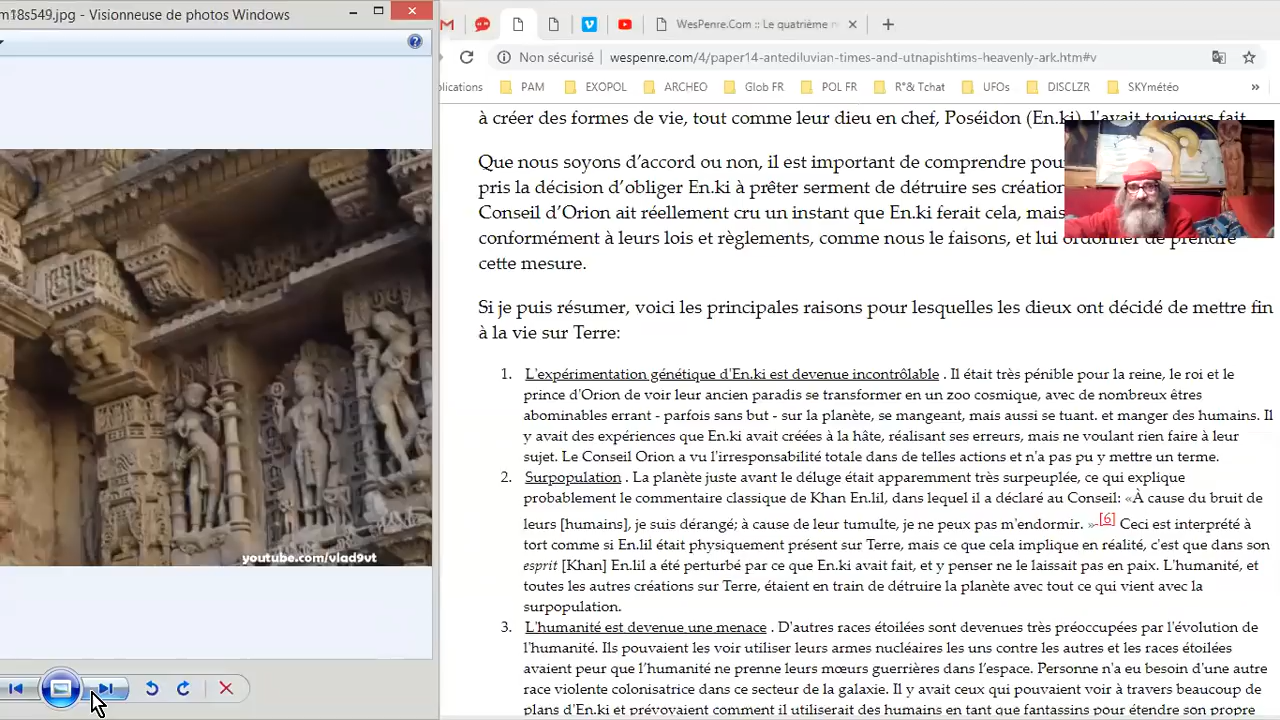 m18s549.jpg - Visionneuse de photos Windows
youtube.com/vlad9vt
WesPenre.Com :: Le quatrième
Non sécurisé
wespenre.com/4/paper14-antediluvian-times-and-utnapishtims-heavenly-ark.htm#v
plications PAM EXOPOL ARCHEO Glob FR POL FR R°& Tchat UFOs DISCLZR SKYmétéo »
à créer des formes de vie, tout comme leur dieu en chef, Poséidon (En.ki), l'avait toujours fait
Que nous soyons d'accord ou non, il est important de comprendre
pris la décision d'obliger En.ki à prêter serment de détruire ses
Conseil d'Orion ait réellement cru un instant que En.ki ferait cela, mais
conformément à leurs lois et règlements, comme nous le faisons, et lui ordonner de prendre
cette mesure.
Si je puis résumer, voici les principales raisons pour lesquelles les dieux ont décidé de mettre fin
à la vie sur Terre:
1. L'expérimentation génétique d'En.ki est devenue incontrôlable . Il était très pénible pour la reine, le roi et le
prince d'Orion de voir leur ancien paradis se transformer en un zoo cosmique, avec de nombreux êtres
abominables errant - parfois sans but - sur la planète, se mangeant, mais aussi se tuant. et manger des humains. Il
y avait des expériences que En.ki avait créées à la hâte, réalisant ses erreurs, mais ne voulant rien faire à leur
sujet. Le Conseil Orion a vu l'irresponsabilité totale dans de telles actions et n'a pas pu y mettre un terme.
2. Surpopulation . La planète juste avant le déluge était apparemment très surpeuplée, ce qui explique
probablement le commentaire classique de Khan En.lil, dans lequel il a déclaré au Conseil: «À cause du bruit de
leurs [humains], je suis dérangé; à cause de leur tumulte, je ne peux pas m'endormir. »[6] Ceci est interprété à
tort comme si En.lil était physiquement présent sur Terre, mais ce que cela implique en réalité, c'est que dans son
esprit [Khan] En.lil a été perturbé par ce que En.ki avait fait, et y penser ne le laissait pas en paix. L'humanité, et
toutes les autres créations sur Terre, étaient en train de détruire la planète avec tout ce qui vient avec la
surpopulation.
3. L'humanité est devenue une menace . D'autres races étoilées sont devenues très préoccupées par l'évolution de
l'humanité. Ils pouvaient les voir utiliser leurs armes nucléaires les uns contre les autres et les races étoilées
avaient peur que l'humanité ne prenne leurs mœurs guerrières dans l'espace. Personne n'a eu besoin d'une autre
race violente colonisatrice dans ce secteur de la galaxie. Il y avait ceux qui pouvaient voir à travers beaucoup de
plans d'En.ki et prévoyaient comment il utiliserait des humains en tant que fantassins pour étendre son propre